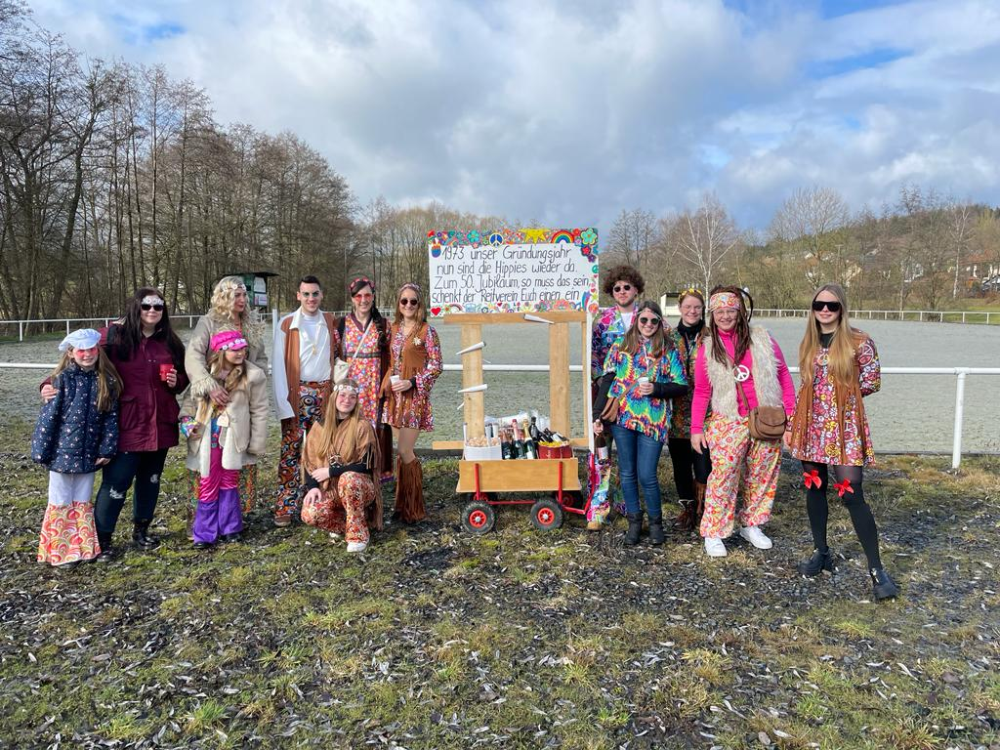 1973 unser Gründungsjahr
nun sind die Hippies wieder da.
Zum 50. Jubiläum, so muss das sein,
schenkt der Reitverein Euch einen ein